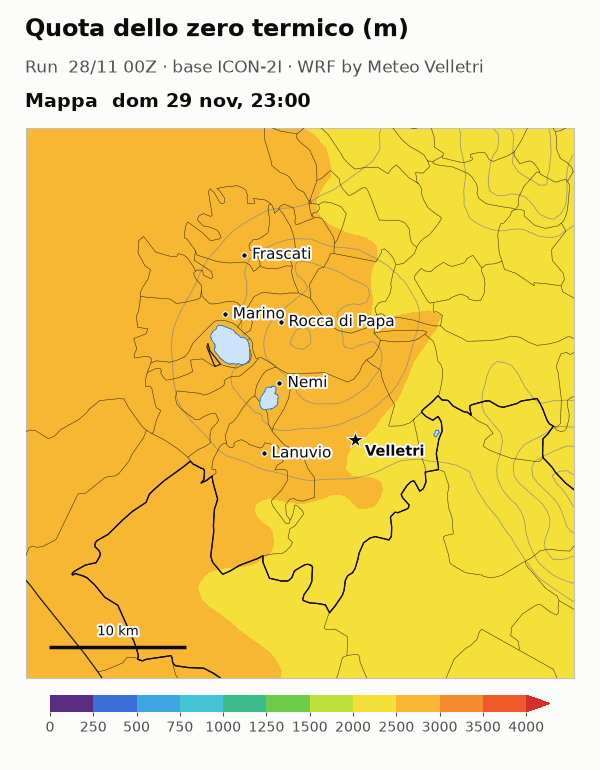 Quota dello zero termico (m)
Run  28/11 00Z · base ICON-2I · WRF by Meteo Velletri
Mappa  dom 29 nov, 23:00
Frascati
Marino
Rocca di Papa
Nemi
Velletri
Lanuvio
10 km
0 250 500 750 1000 1250 1500 2000 2500 3000 3500 4000